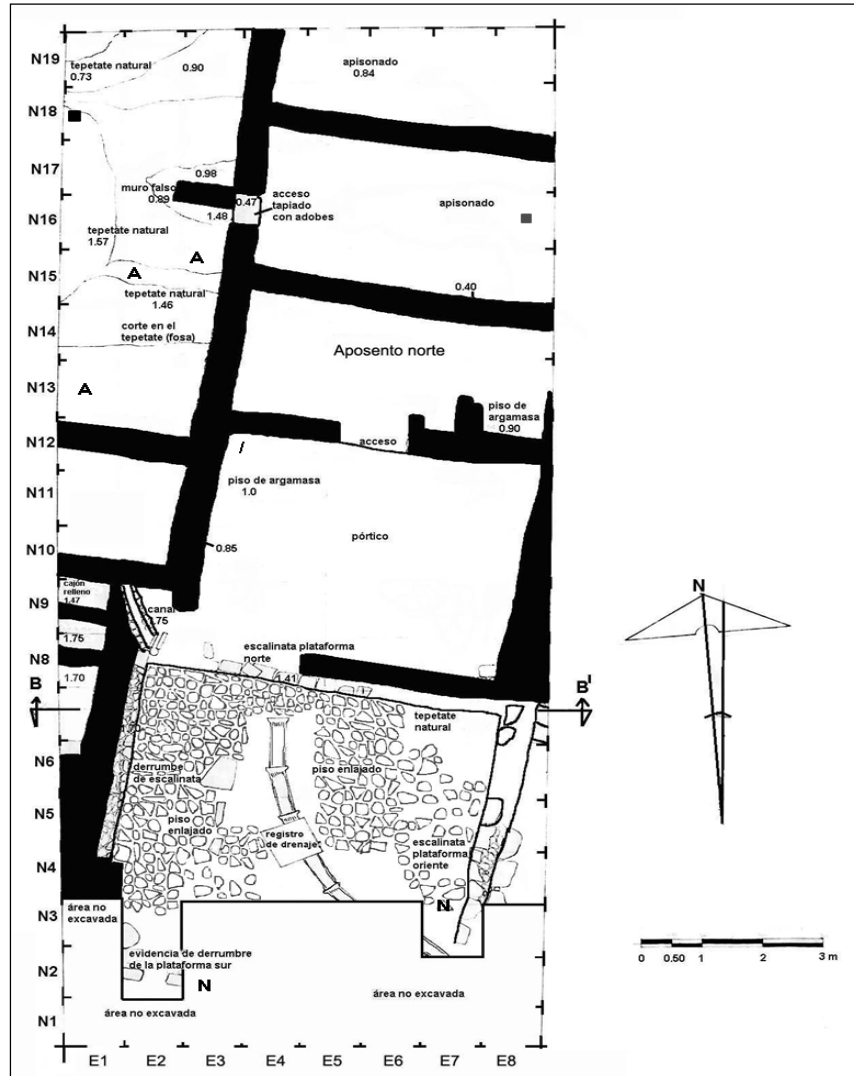 N19
tepetate natural
0.73
0.90
apisonado
0.84
N18
N17
0.98
muro falso
0.89
0.47
acceso
tapiado
con adobes
apisonado
N16
1.48
tepetate natural
1.57
A
N15
A
tepetate natural
1.46
0.40
N14
corte en el
tepetate (fosa)
Aposento norte
N13
A
piso de
argamasa
0.90
N12
acceso
N11
piso de argamasa
1.0
pórtico
N10
0.85
cajón
relleno
1.47
N9
canal
1.75
1.75
N8
escalinata plataforma
norte
1.70
1.41
B
B'
tepetate
natural
N6
derrumbe
de escalinata
piso enlajado
N5
piso
enlajado
registro
de drenaje
escalinata
plataforma
oriente
N4
N3
área no
excavada
N
evidencia de derrumbe
de la plataforma sur
N2
N
área no excavada
área no excavada
N1
E1 E2 E3 E4 E5 E6 E7 E8
N
0 0.50 1 2 3 m